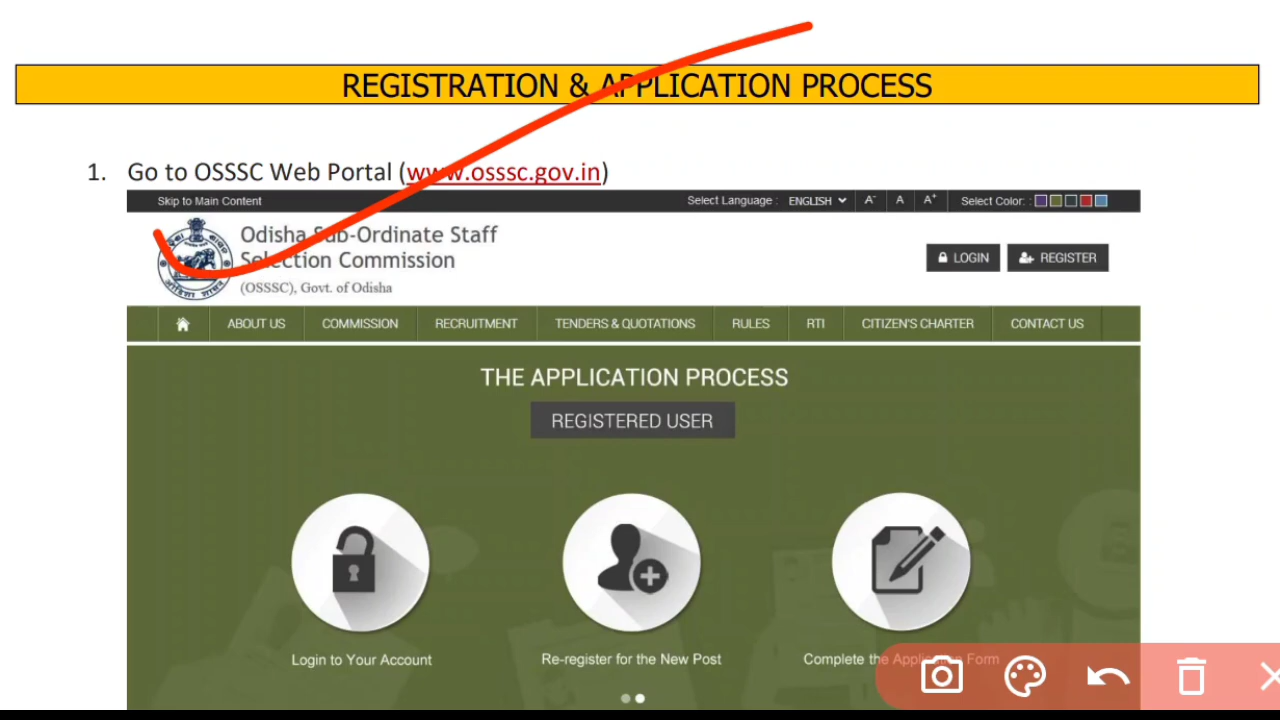 REGISTRATION & APPLICATION PROCESS
1. Go to OSSSC Web Portal (www.osssc.gov.in)
Skip to Main Content Select Language : ENGLISH A- A A+ Select Color: :
Odisha Sub-Ordinate Staff
Selection Commission
(OSSSC), Govt. of Odisha
LOGIN REGISTER
ABOUT US COMMISSION RECRUITMENT TENDERS & QUOTATIONS RULES RTI CITIZEN'S CHARTER CONTACT US
THE APPLICATION PROCESS
REGISTERED USER
Login to Your Account Re-register for the New Post Complete the Application Form